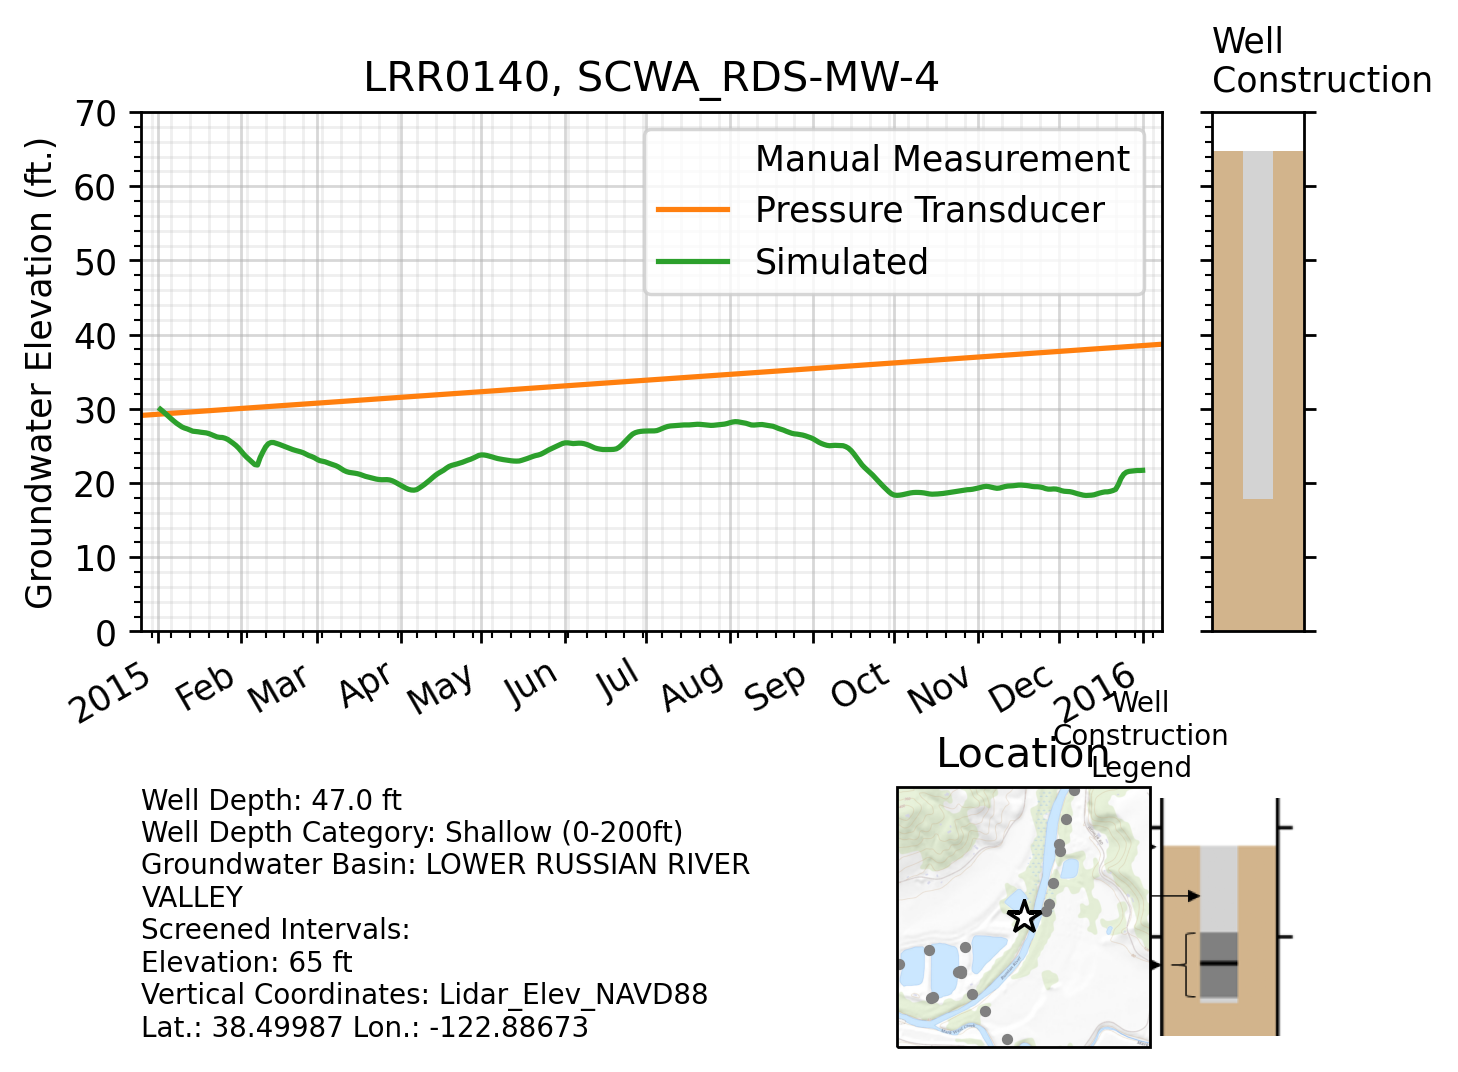 Well
Construction
LRR0140, SCWA_RDS-MW-4
Groundwater Elevation (ft.)
70
60
50
40
30
20
10
0
Manual Measurement
Pressure Transducer
Simulated
2015
Feb
Mar
Apr
May
Jun
Jul
Aug
Sep
Oct
Nov
Dec
2016
Well
Construction
Legend
Location
Well Depth: 47.0 ft
Well Depth Category: Shallow (0-200ft)
Groundwater Basin: LOWER RUSSIAN RIVER
VALLEY
Screened Intervals:
Elevation: 65 ft
Vertical Coordinates: Lidar_Elev_NAVD88
Lat.: 38.49987 Lon.: -122.88673